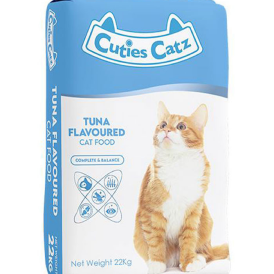 Cuties Catz
TUNA
FLAVOURED
CAT FOOD
COMPLETE & BALANCE
Net Weight 22Kg
TUNA FLAVOURED
CAT FOOD
22KG